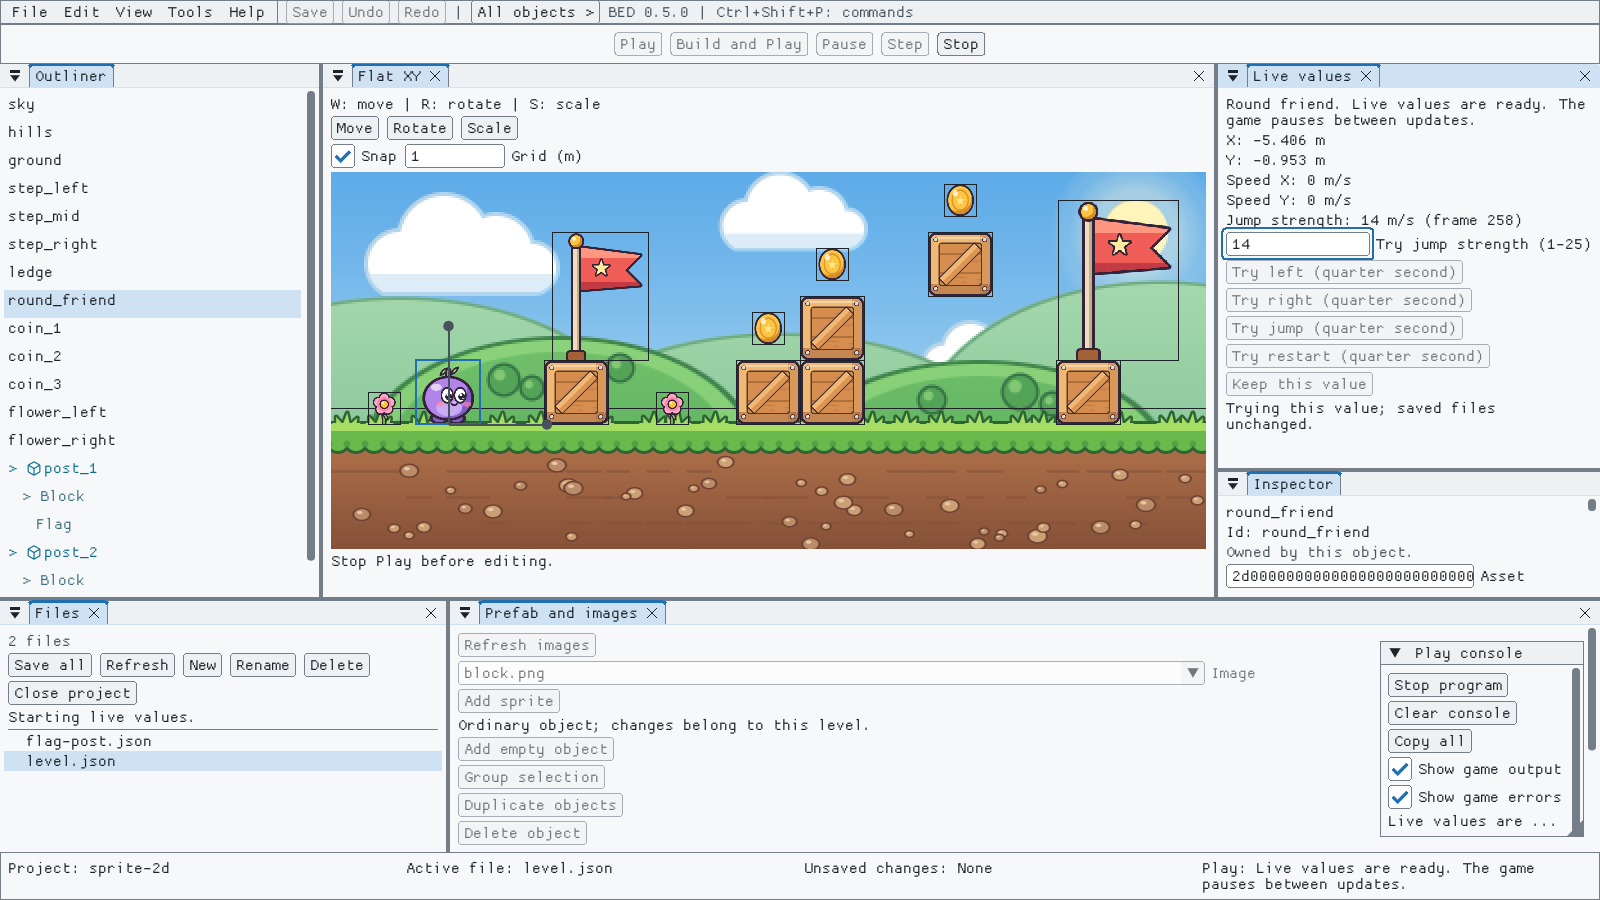 File Edit View Tools Help Save Undo Redo | All objects > BED 0.5.0 | Ctrl+Shift+P: commands
Play Build and Play Pause Step Stop
Outliner
sky
hills
ground
step_left
step_mid
step_right
ledge
round_friend
coin_1
coin_2
coin_3
flower_left
flower_right
> post_1
> Block
Flag
> post_2
> Block
Flat XY
W: move | R: rotate | S: scale
Move Rotate Scale
Snap 1 Grid (m)
Stop Play before editing.
Live values
Round friend. Live values are ready. The
game pauses between updates.
X: -5.406 m
Y: -0.953 m
Speed X: 0 m/s
Speed Y: 0 m/s
Jump strength: 14 m/s (frame 258)
14 Try jump strength (1-25)
Try left (quarter second)
Try right (quarter second)
Try jump (quarter second)
Try restart (quarter second)
Keep this value
Trying this value; saved files
unchanged.
Inspector
round_friend
Id: round_friend
Owned by this object.
2d00000000000000000000000000 Asset
Files
2 files
Save all Refresh New Rename Delete
Close project
Starting live values.
flag-post.json
level.json
Prefab and images
Refresh images
block.png Image
Add sprite
Ordinary object; changes belong to this level.
Add empty object
Group selection
Duplicate objects
Delete object
Play console
Stop program
Clear console
Copy all
Show game output
Show game errors
Live values are ...
Project: sprite-2d Active file: level.json Unsaved changes: None Play: Live values are ready. The game
pauses between updates.